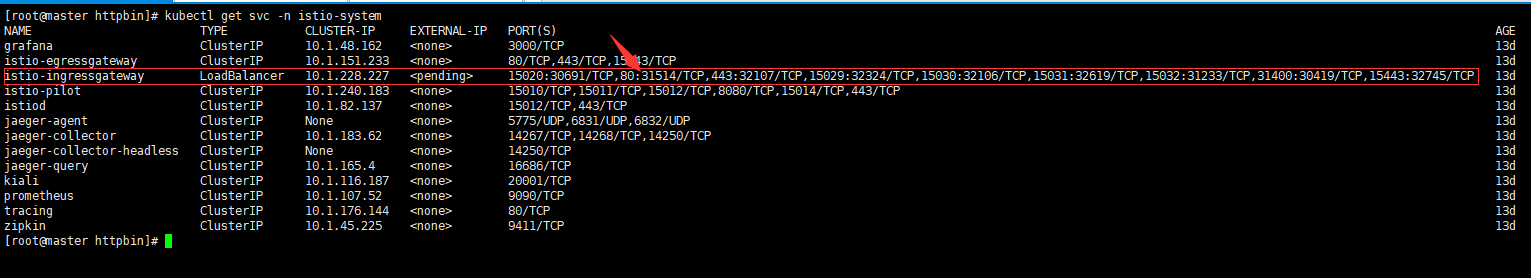 [root@master httpbin]# kubectl get svc -n istio-system
NAME TYPE CLUSTER-IP EXTERNAL-IP PORT(S) AGE
grafana ClusterIP 10.1.48.162 <none> 3000/TCP 13d
istio-egressgateway ClusterIP 10.1.151.233 <none> 80/TCP,443/TCP,15443/TCP 13d
istio-ingressgateway LoadBalancer 10.1.228.227 <pending> 15020:30691/TCP,80:31514/TCP,443:32107/TCP,15029:32324/TCP,15030:32106/TCP,15031:32619/TCP,15032:31233/TCP,31400:30419/TCP,15443:32745/TCP 13d
istio-pilot ClusterIP 10.1.240.183 <none> 15010/TCP,15011/TCP,15012/TCP,8080/TCP,15014/TCP,443/TCP 13d
istiod ClusterIP 10.1.82.137 <none> 15012/TCP,443/TCP 13d
jaeger-agent ClusterIP None <none> 5775/UDP,6831/UDP,6832/UDP 13d
jaeger-collector ClusterIP 10.1.183.62 <none> 14267/TCP,14268/TCP,14250/TCP 13d
jaeger-collector-headless ClusterIP None <none> 14250/TCP 13d
jaeger-query ClusterIP 10.1.165.4 <none> 16686/TCP 13d
kiali ClusterIP 10.1.116.187 <none> 20001/TCP 13d
prometheus ClusterIP 10.1.107.52 <none> 9090/TCP 13d
tracing ClusterIP 10.1.176.144 <none> 80/TCP 13d
zipkin ClusterIP 10.1.45.225 <none> 9411/TCP 13d
[root@master httpbin]#